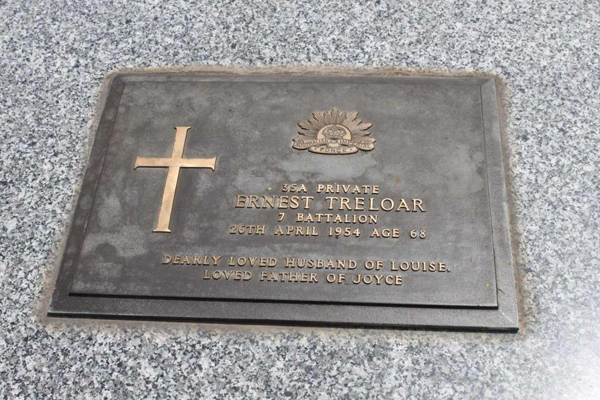 35A PRIVATE
ERNEST TRELOAR
7 BATTALION
26TH APRIL 1954 AGE 68
DEARLY LOVED HUSBAND OF LOUISE.
LOVED FATHER OF JOYCE